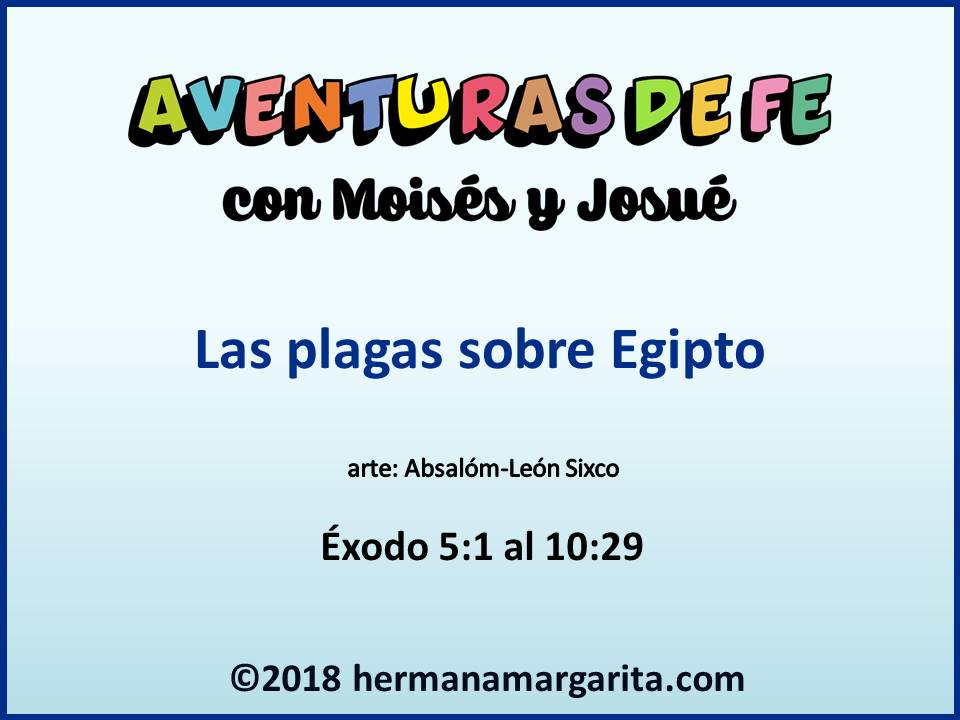 AVENTURAS DE FE
con Moisés y Josué
Las plagas sobre Egipto
arte: Absalóm-León Sixco
Éxodo 5:1 al 10:29
©2018 hermanamargarita.com